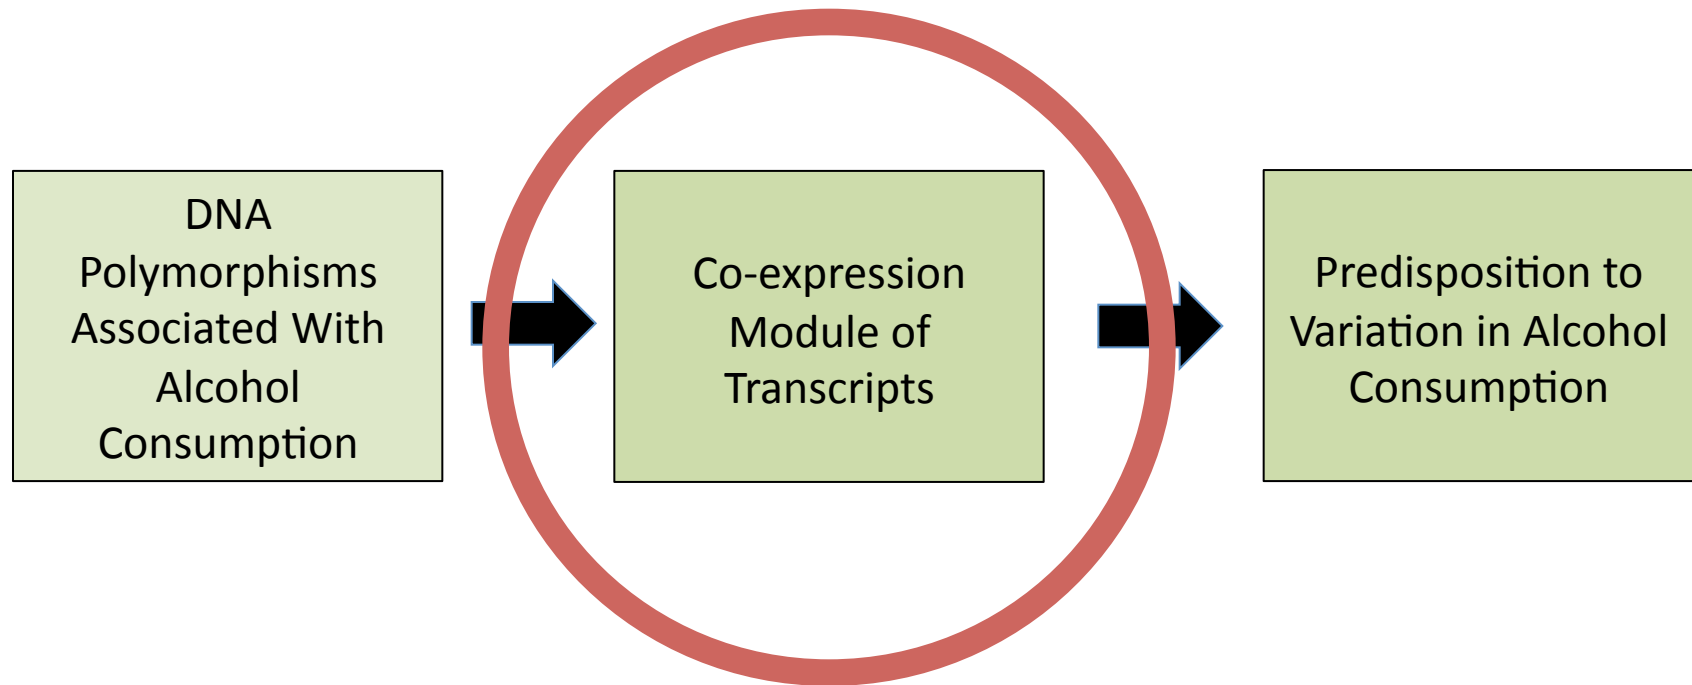 DNA
Polymorphisms
Associated With
Alcohol
Consumption
Co-expression
Module of
Transcripts
Predisposition to
Variation in Alcohol
Consumption